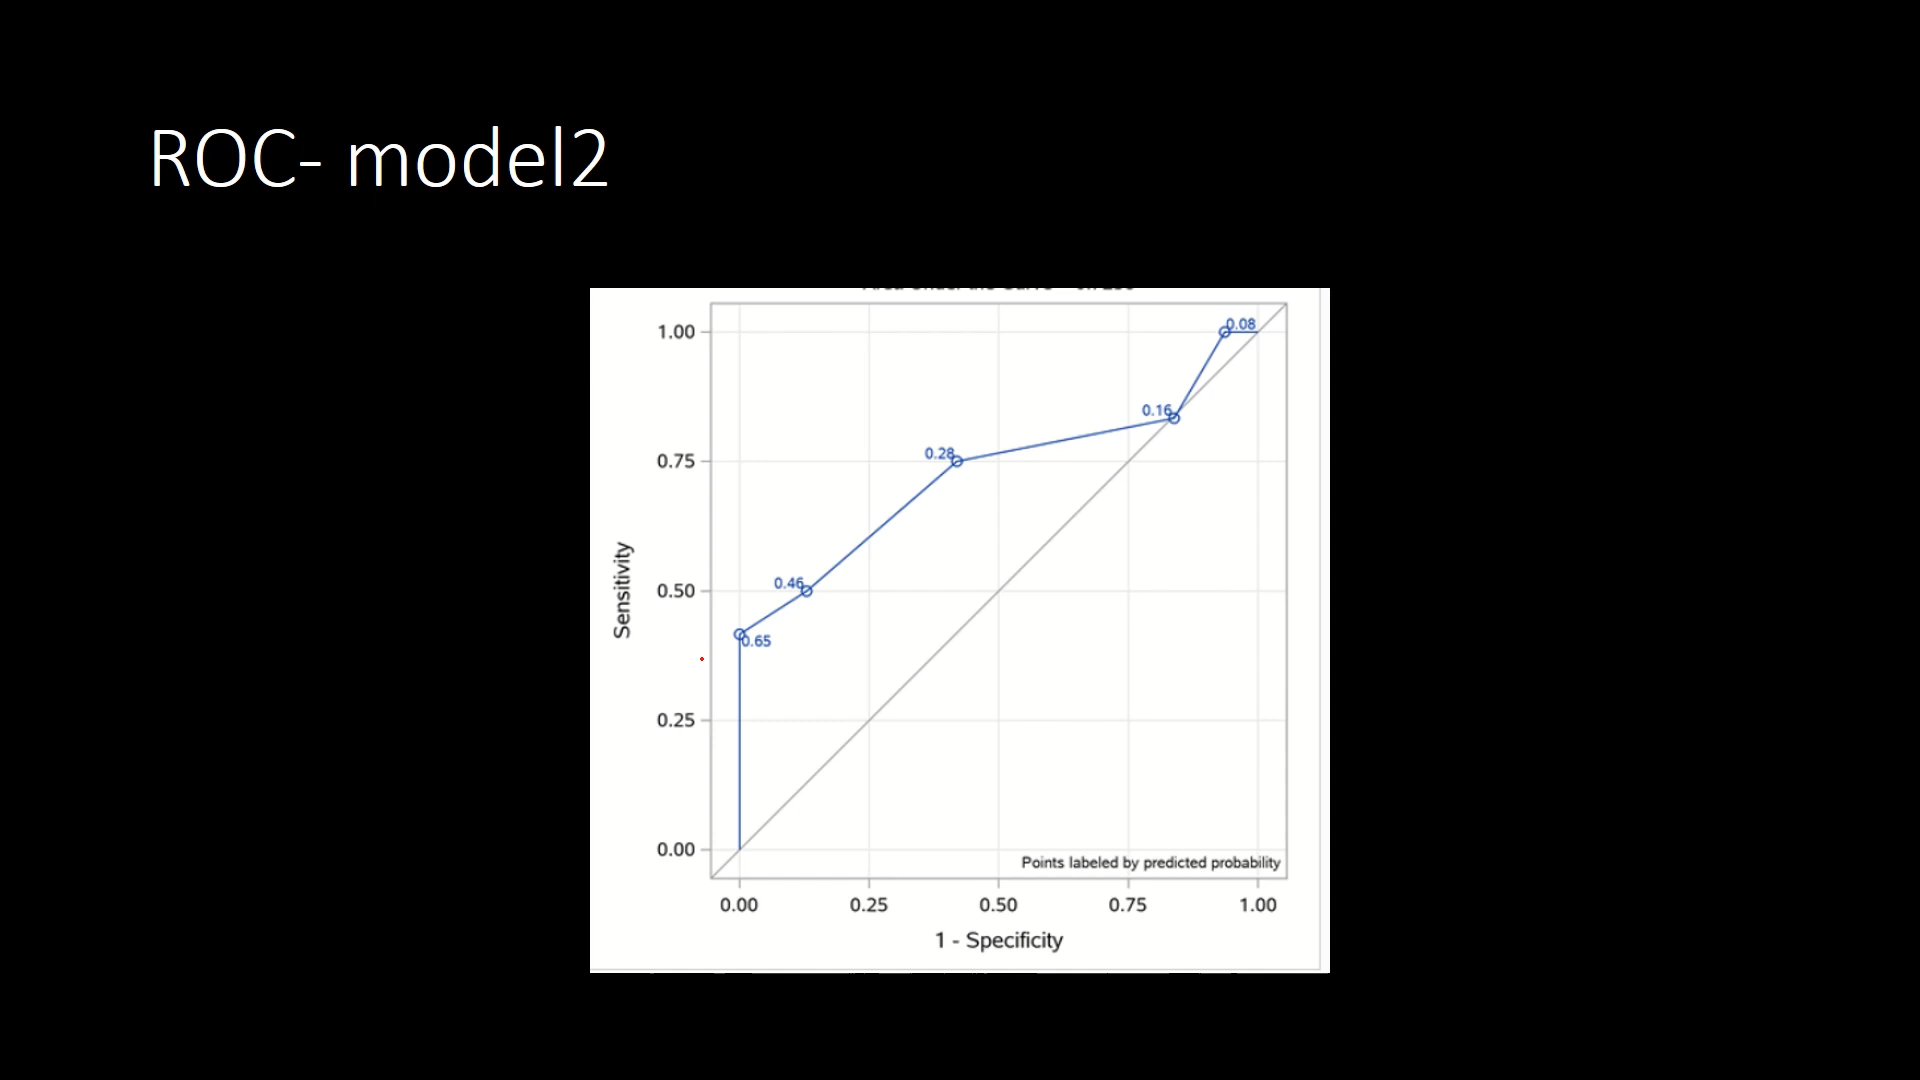 ROC- model2
1.00
0.75
0.50
0.25
0.00
Sensitivity
0.08
0.16
0.28
0.46
0.65
Points labeled by predicted probability
0.00 0.25 0.50 0.75 1.00
1 - Specificity